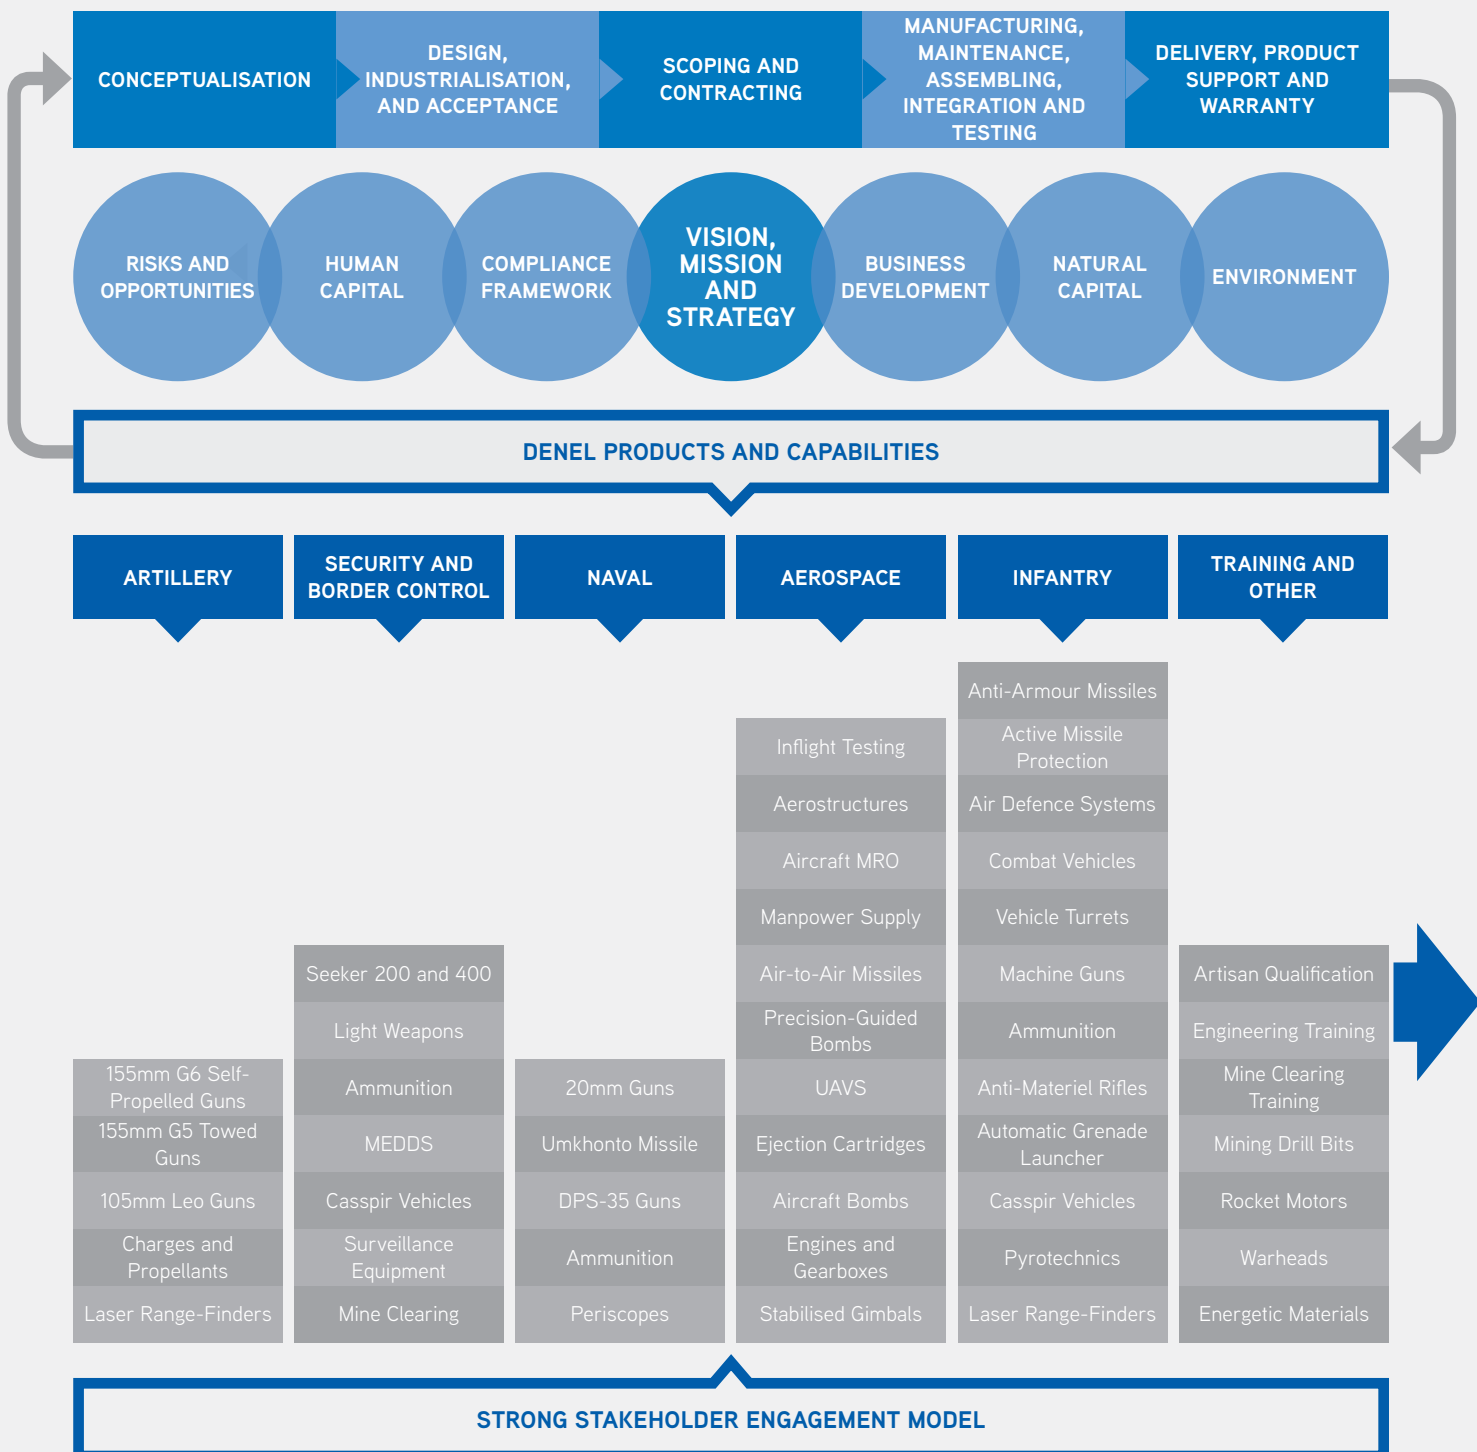 CONCEPTUALISATION
DESIGN,
INDUSTRIALISATION,
AND ACCEPTANCE
SCOPING AND
CONTRACTING
MANUFACTURING,
MAINTENANCE,
ASSEMBLING,
INTEGRATION AND
TESTING
DELIVERY, PRODUCT
SUPPORT AND
WARRANTY
RISKS AND
OPPORTUNITIES
HUMAN
CAPITAL
COMPLIANCE
FRAMEWORK
VISION,
MISSION
AND
STRATEGY
BUSINESS
DEVELOPMENT
NATURAL
CAPITAL
ENVIRONMENT
DENEL PRODUCTS AND CAPABILITIES
ARTILLERY
155mm G6 Self-
Propelled Guns
155mm G5 Towed
Guns
105mm Leo Guns
Charges and
Propellants
Laser Range-Finders
SECURITY AND
BORDER CONTROL
Seeker 200 and 400
Light Weapons
Ammunition
MEDDS
Casspir Vehicles
Surveillance
Equipment
Mine Clearing
NAVAL
20mm Guns
Umkhonto Missile
DPS-35 Guns
Ammunition
Periscopes
AEROSPACE
Inflight Testing
Aerostructures
Aircraft MRO
Manpower Supply
Air-to-Air Missiles
Precision-Guided
Bombs
UAVS
Ejection Cartridges
Aircraft Bombs
Engines and
Gearboxes
Stabilised Gimbals
INFANTRY
Anti-Armour Missiles
Active Missile
Protection
Air Defence Systems
Combat Vehicles
Vehicle Turrets
Machine Guns
Ammunition
Anti-Materiel Rifles
Automatic Grenade
Launcher
Casspir Vehicles
Pyrotechnics
Laser Range-Finders
TRAINING AND
OTHER
Artisan Qualification
Engineering Training
Mine Clearing
Training
Mining Drill Bits
Rocket Motors
Warheads
Energetic Materials
STRONG STAKEHOLDER ENGAGEMENT MODEL